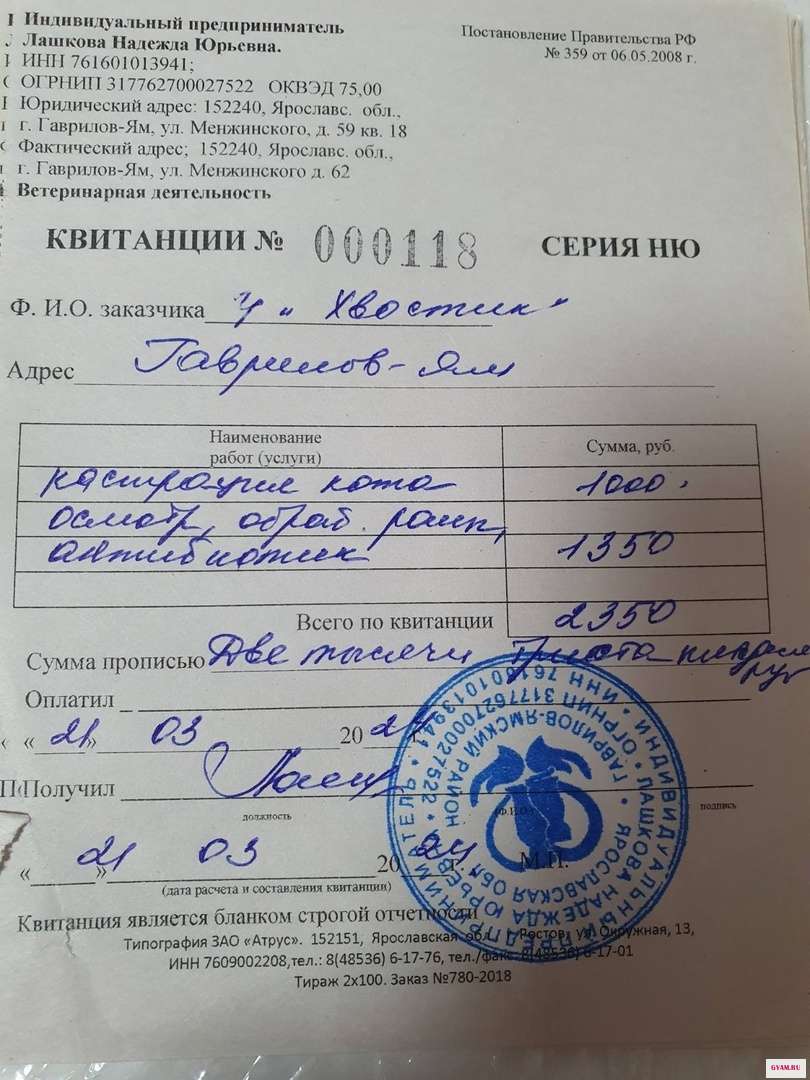 Индивидуальный предприниматель
Лашкова Надежда Юрьевна.
ИНН 761601013941;
ОГРНИП 317762700027522 ОКВЭД 75,00
Юридический адрес: 152240, Ярославс. обл.,
г. Гаврилов-Ям, ул. Менжинского, д. 59 кв. 18
Фактический адрес; 152240, Ярославс. обл.,
г. Гаврилов-Ям, ул. Менжинского д. 62
Ветеринарная деятельность
Постановление Правительства РФ
№ 359 от 06.05.2008 г.
КВИТАНЦИИ № 000118 СЕРИЯ НЮ
Ф. И.О. заказчика "Хвостик"
Адрес Гаврилов-Ям
Наименование работ (услуги) Сумма, руб.
кастрация кота 1000
осмотр, обраб.
антибиотик 1350
Всего по квитанции 2350
Сумма прописью Две тысячи триста руб
Оплатил
« 21 » 03 2024
Получил
должность Ф.И.О. подпись
« 21 » 03 2024 г., М.П.
(дата расчета и составления квитанции)
Квитанция является бланком строгой отчетности
Типография ЗАО «Атрус». 152151, Ярославская обл., г. Ростов, ул. Окружная, 13,
ИНН 7609002208,тел.: 8(48536) 6-17-76, тел./факс 8(48536) 6-17-01
Тираж 2х100. Заказ №780-2018
ИНДИВИДУАЛЬНЫЙ ПРЕДПРИНИМАТЕЛЬ • ИНН 761601013941 •
ЛАШКОВА НАДЕЖДА ЮРЬЕВНА • ОГРНИП 317762700027522 •
ЯРОСЛАВСКАЯ ОБЛ. ГАВРИЛОВ-ЯМСКИЙ РАЙОН
GYAM.RU